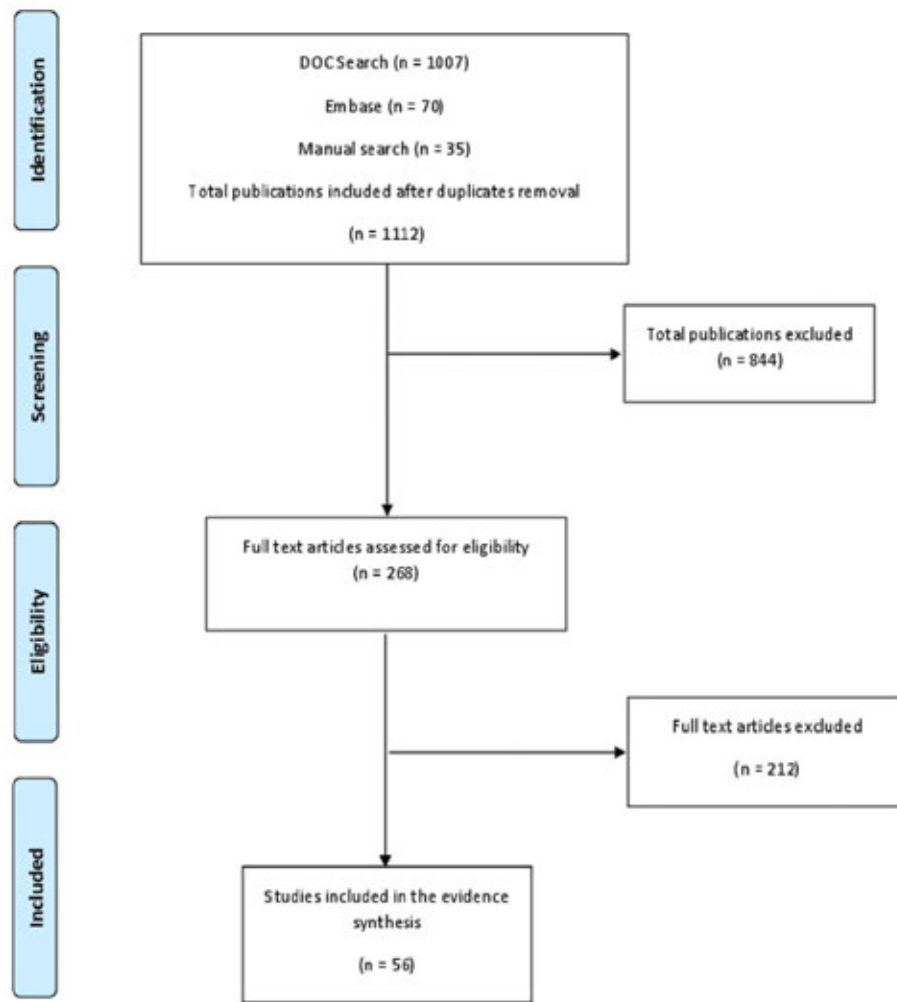 Identification
DOCSearch (n = 1007)
Embase (n = 70)
Manual search (n = 35)
Total publications included after duplicates removal
(n = 1112)
Screening
Total publications excluded
(n = 844)
Eligibility
Full text articles assessed for eligibility
(n = 268)
Full text articles excluded
(n = 212)
Included
Studies included in the evidence
synthesis
(n = 56)